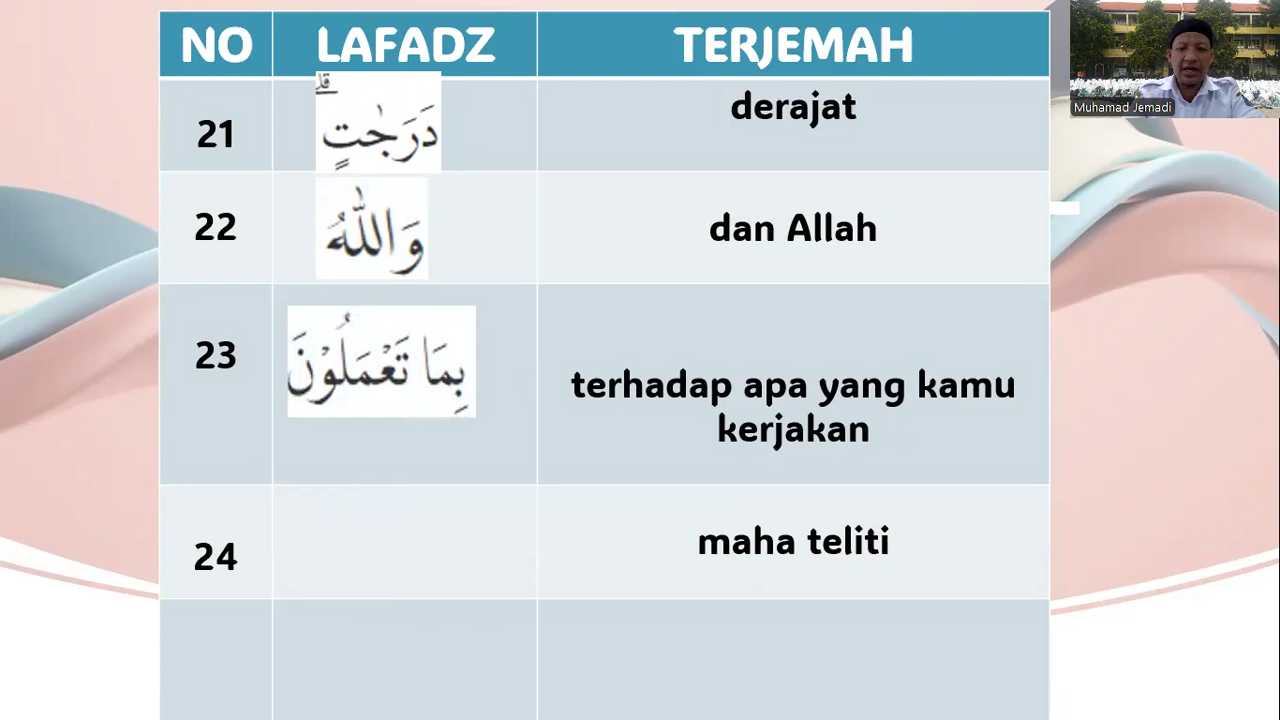 NO LAFADZ TERJEMAH
21 دَرَجٰتٍۗ derajat
22 وَاللّٰهُ dan Allah
23 بِمَا تَعْمَلُوْنَ terhadap apa yang kamu
kerjakan
24 maha teliti
Muhamad Jemadi